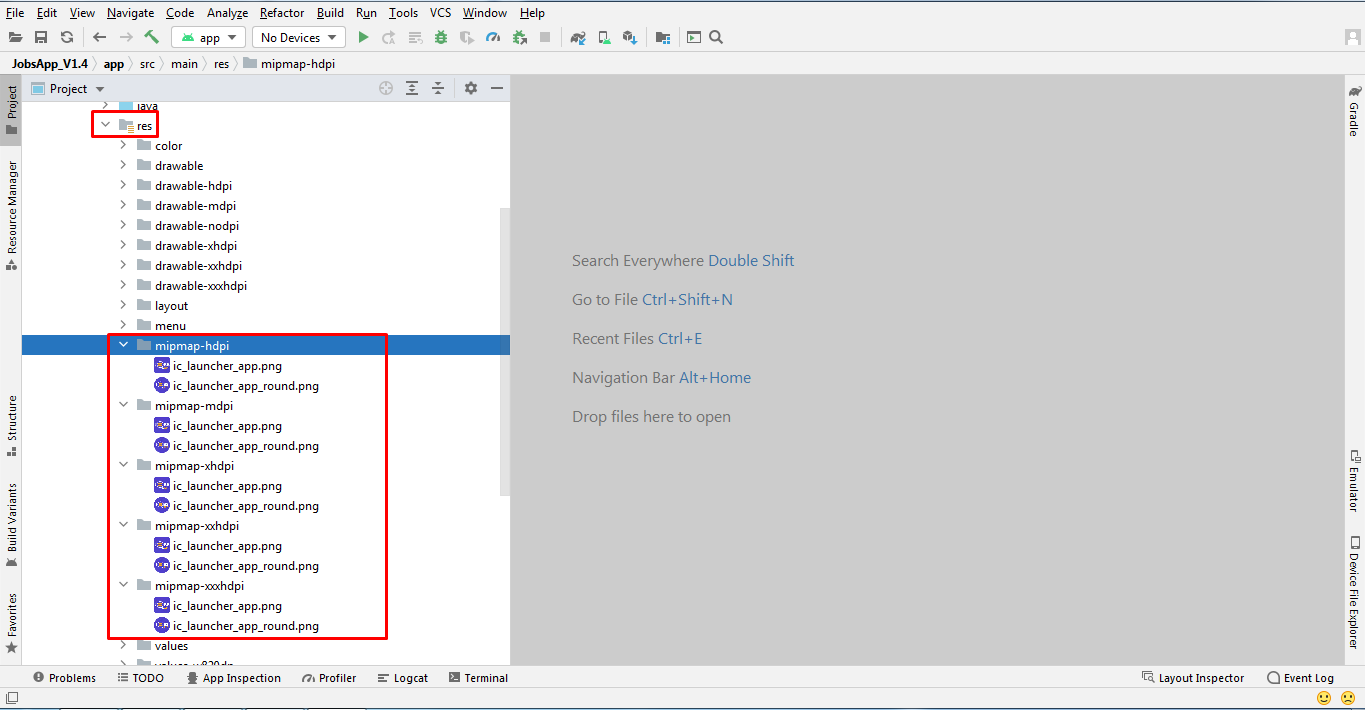 File Edit View Navigate Code Analyze Refactor Build Run Tools VCS Window Help
app No Devices
JobsApp_V1.4 app src main res mipmap-hdpi
Project
java
res
color
drawable
drawable-hdpi
drawable-mdpi
drawable-nodpi
drawable-xhdpi
drawable-xxhdpi
drawable-xxxhdpi
layout
menu
mipmap-hdpi
ic_launcher_app.png
ic_launcher_app_round.png
mipmap-mdpi
ic_launcher_app.png
ic_launcher_app_round.png
mipmap-xhdpi
ic_launcher_app.png
ic_launcher_app_round.png
mipmap-xxhdpi
ic_launcher_app.png
ic_launcher_app_round.png
mipmap-xxxhdpi
ic_launcher_app.png
ic_launcher_app_round.png
values
values-w820dp
Project
Resource Manager
Structure
Build Variants
Favorites
Search Everywhere Double Shift
Go to File Ctrl+Shift+N
Recent Files Ctrl+E
Navigation Bar Alt+Home
Drop files here to open
Gradle
Emulator
Device File Explorer
Problems TODO App Inspection Profiler Logcat Terminal Layout Inspector Event Log